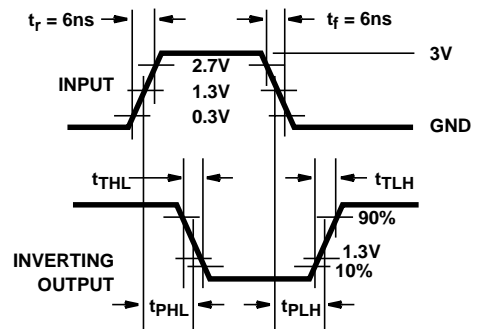 tr = 6ns
tf = 6ns
3V
2.7V
INPUT
1.3V
0.3V
GND
tTHL
tTLH
90%
1.3V
INVERTING
OUTPUT
10%
tPHL
tPLH